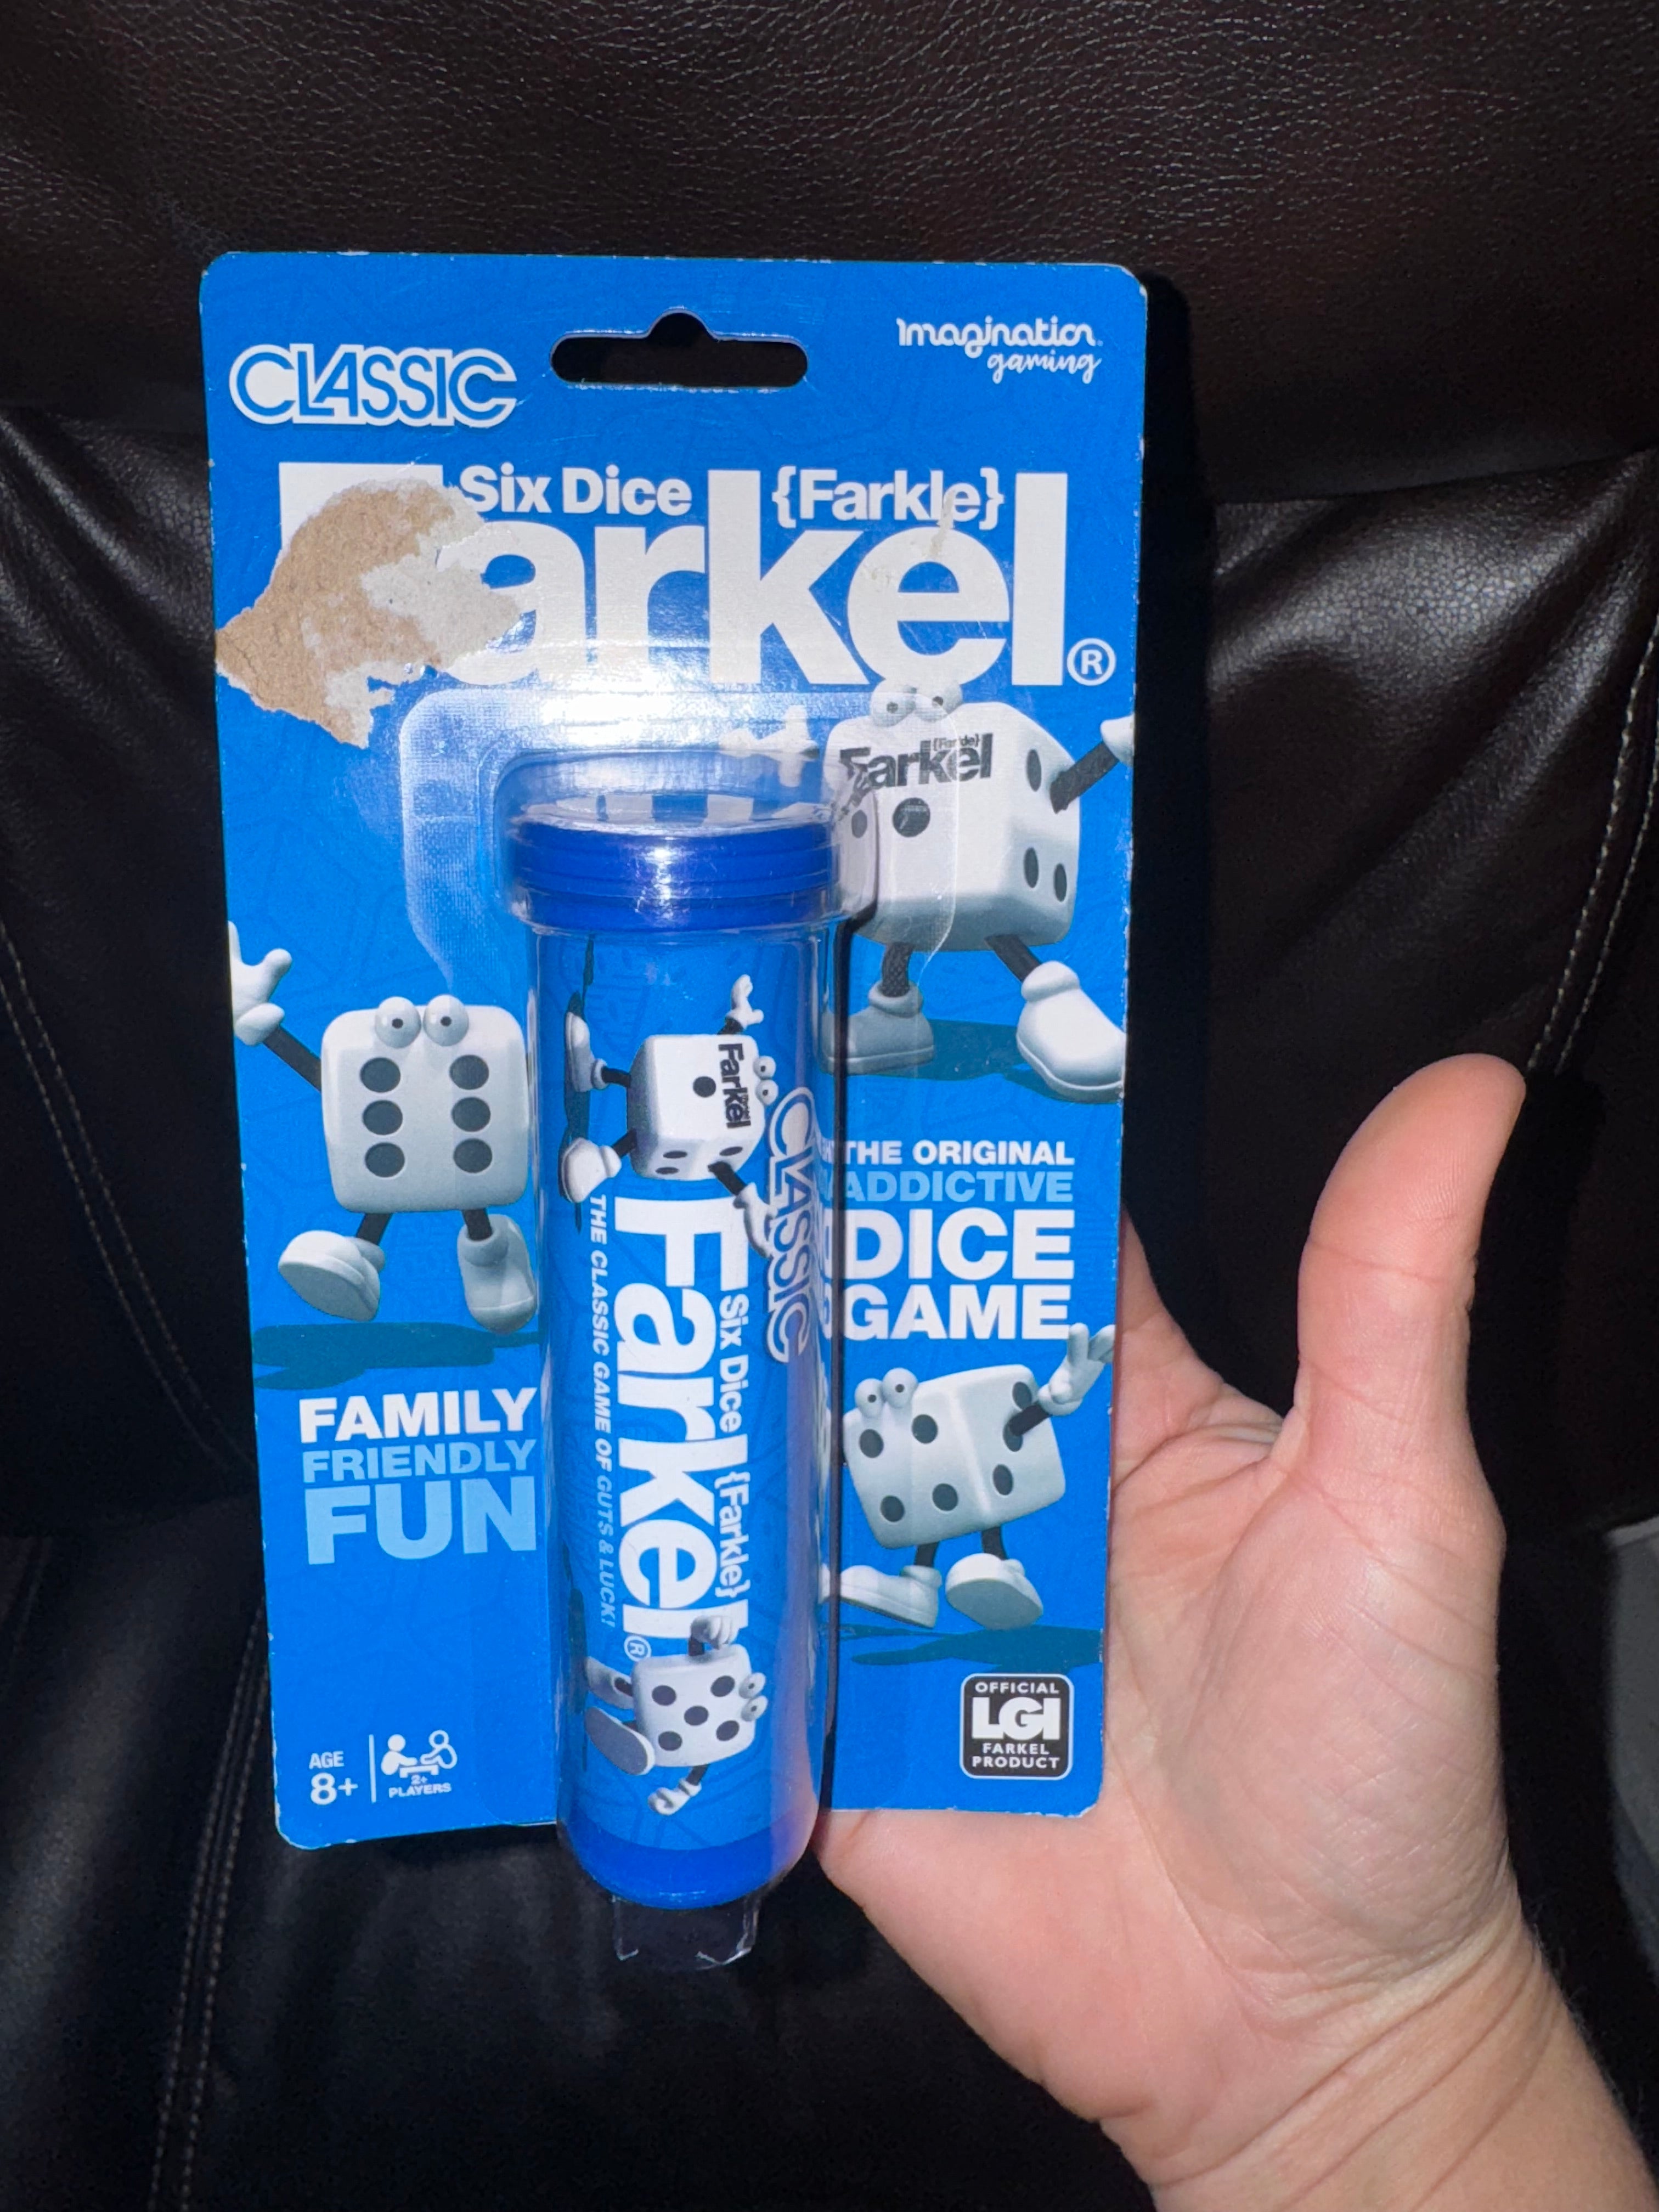 CLASSIC
Imagination
gaming
Six Dice {Farkle}
arkel®
Farkel {Farkle}
Farkel
CLASSIC
Six Dice {Farkle}
Farkel®
THE CLASSIC GAME OF GUTS & LUCK!
THE ORIGINAL
ADDICTIVE
DICE
GAME
FAMILY
FRIENDLY
FUN
AGE
8+
2+
PLAYERS
OFFICIAL
LGI
FARKEL
PRODUCT